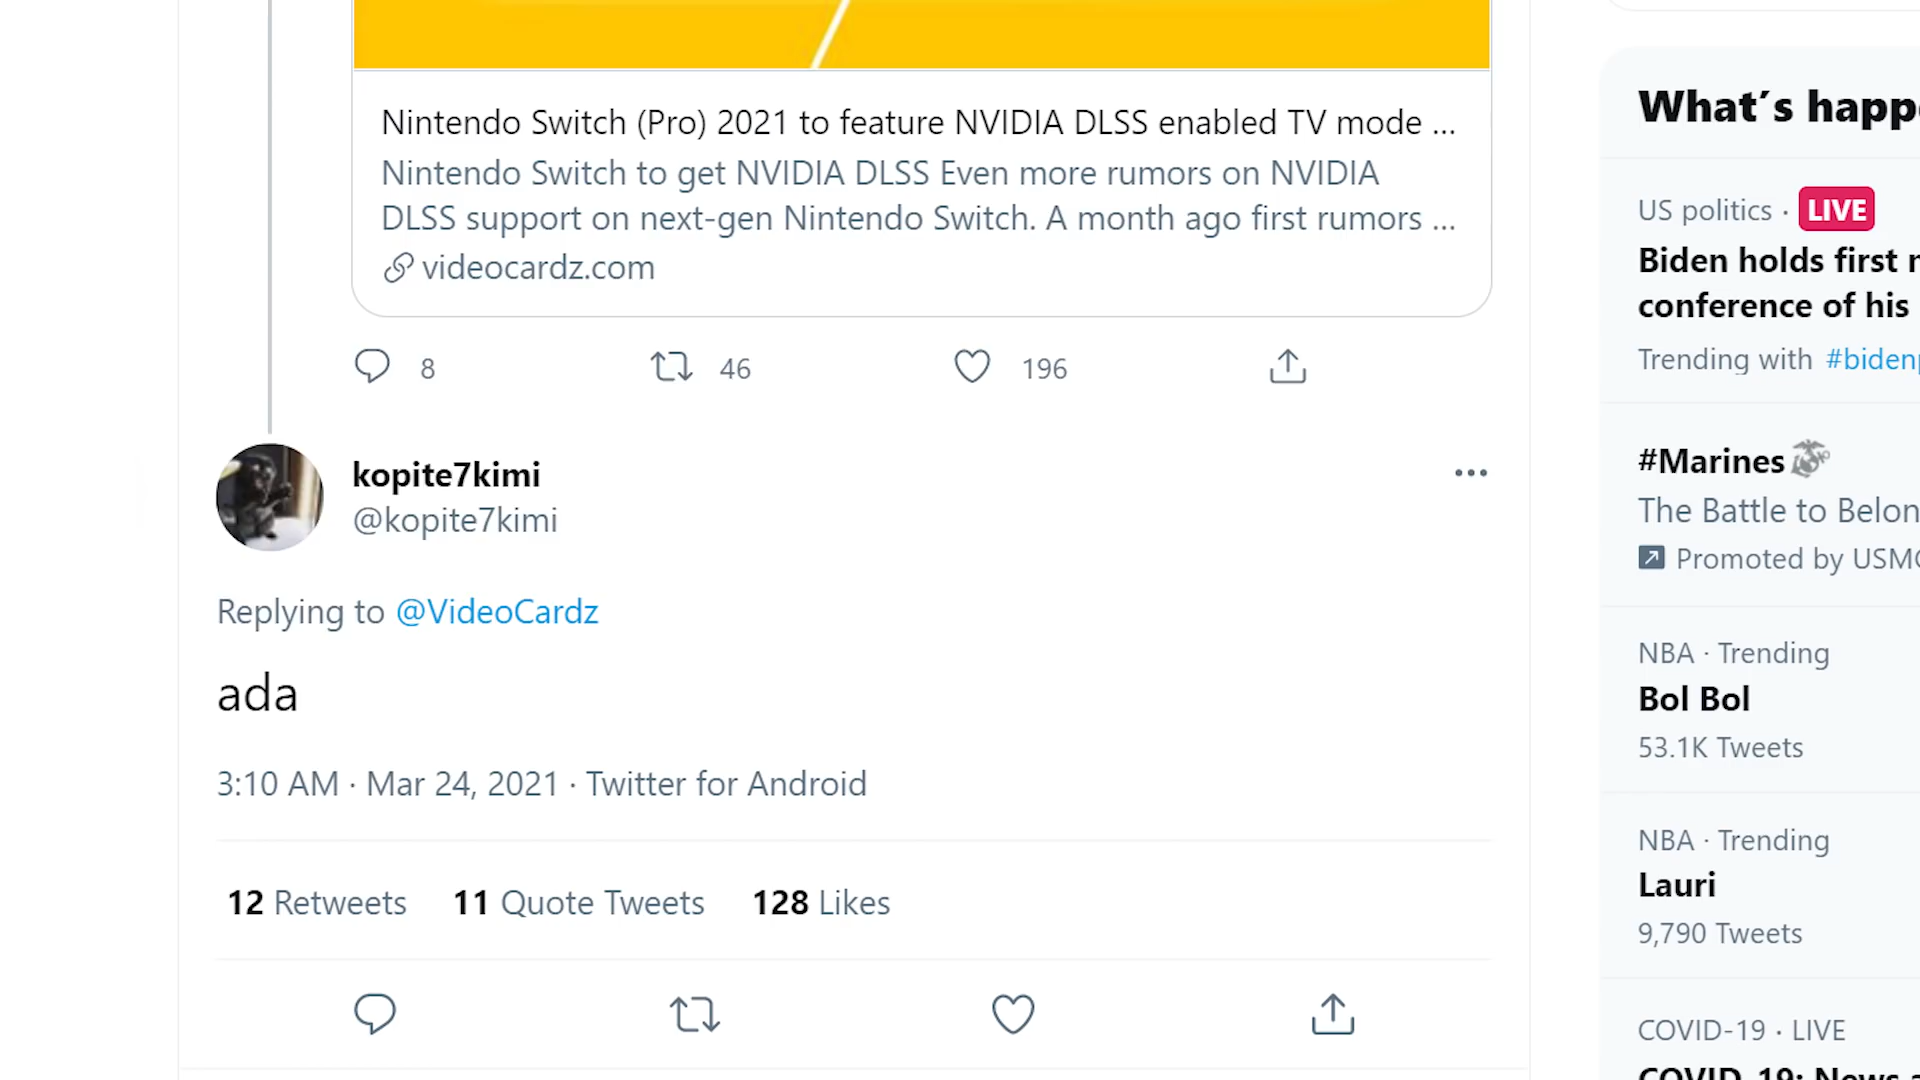 Nintendo Switch (Pro) 2021 to feature NVIDIA DLSS enabled TV mode ...
Nintendo Switch to get NVIDIA DLSS Even more rumors on NVIDIA
DLSS support on next-gen Nintendo Switch. A month ago first rumors ...
videocardz.com
8
46
196
kopite7kimi
@kopite7kimi
Replying to @VideoCardz
ada
3:10 AM · Mar 24, 2021 · Twitter for Android
12 Retweets 11 Quote Tweets 128 Likes
What's happ
US politics · LIVE
Biden holds first
conference of his
Trending with #biden
#Marines
The Battle to Belon
Promoted by USM
NBA · Trending
Bol Bol
53.1K Tweets
NBA · Trending
Lauri
9,790 Tweets
COVID-19 · LIVE
COVID-19: News